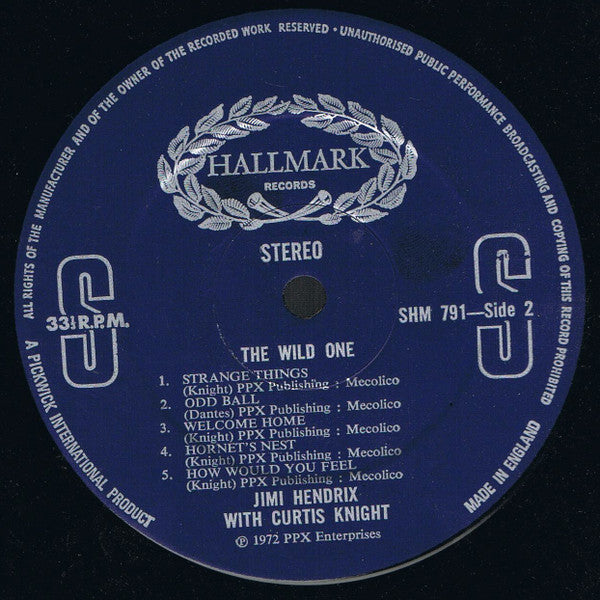 ALL RIGHTS OF THE MANUFACTURER AND OF THE OWNER OF THE RECORDED WORK RESERVED · UNAUTHORISED PUBLIC PERFORMANCE BROADCASTING AND COPYING OF THIS RECORD PROHIBITED
HALLMARK
RECORDS
STEREO
S
33⅓ R.P.M.
S
SHM 791—Side 2
THE WILD ONE
1. STRANGE THINGS
(Knight) PPX Publishing : Mecolico
2. ODD BALL
(Dantes) PPX Publishing : Mecolico
3. WELCOME HOME
(Knight) PPX Publishing : Mecolico
4. HORNET'S NEST
(Knight) PPX Publishing : Mecolico
5. HOW WOULD YOU FEEL
(Knight) PPX Publishing : Mecolico
JIMI HENDRIX
WITH CURTIS KNIGHT
℗ 1972 PPX Enterprises
A PICKWICK INTERNATIONAL PRODUCT
MADE IN ENGLAND